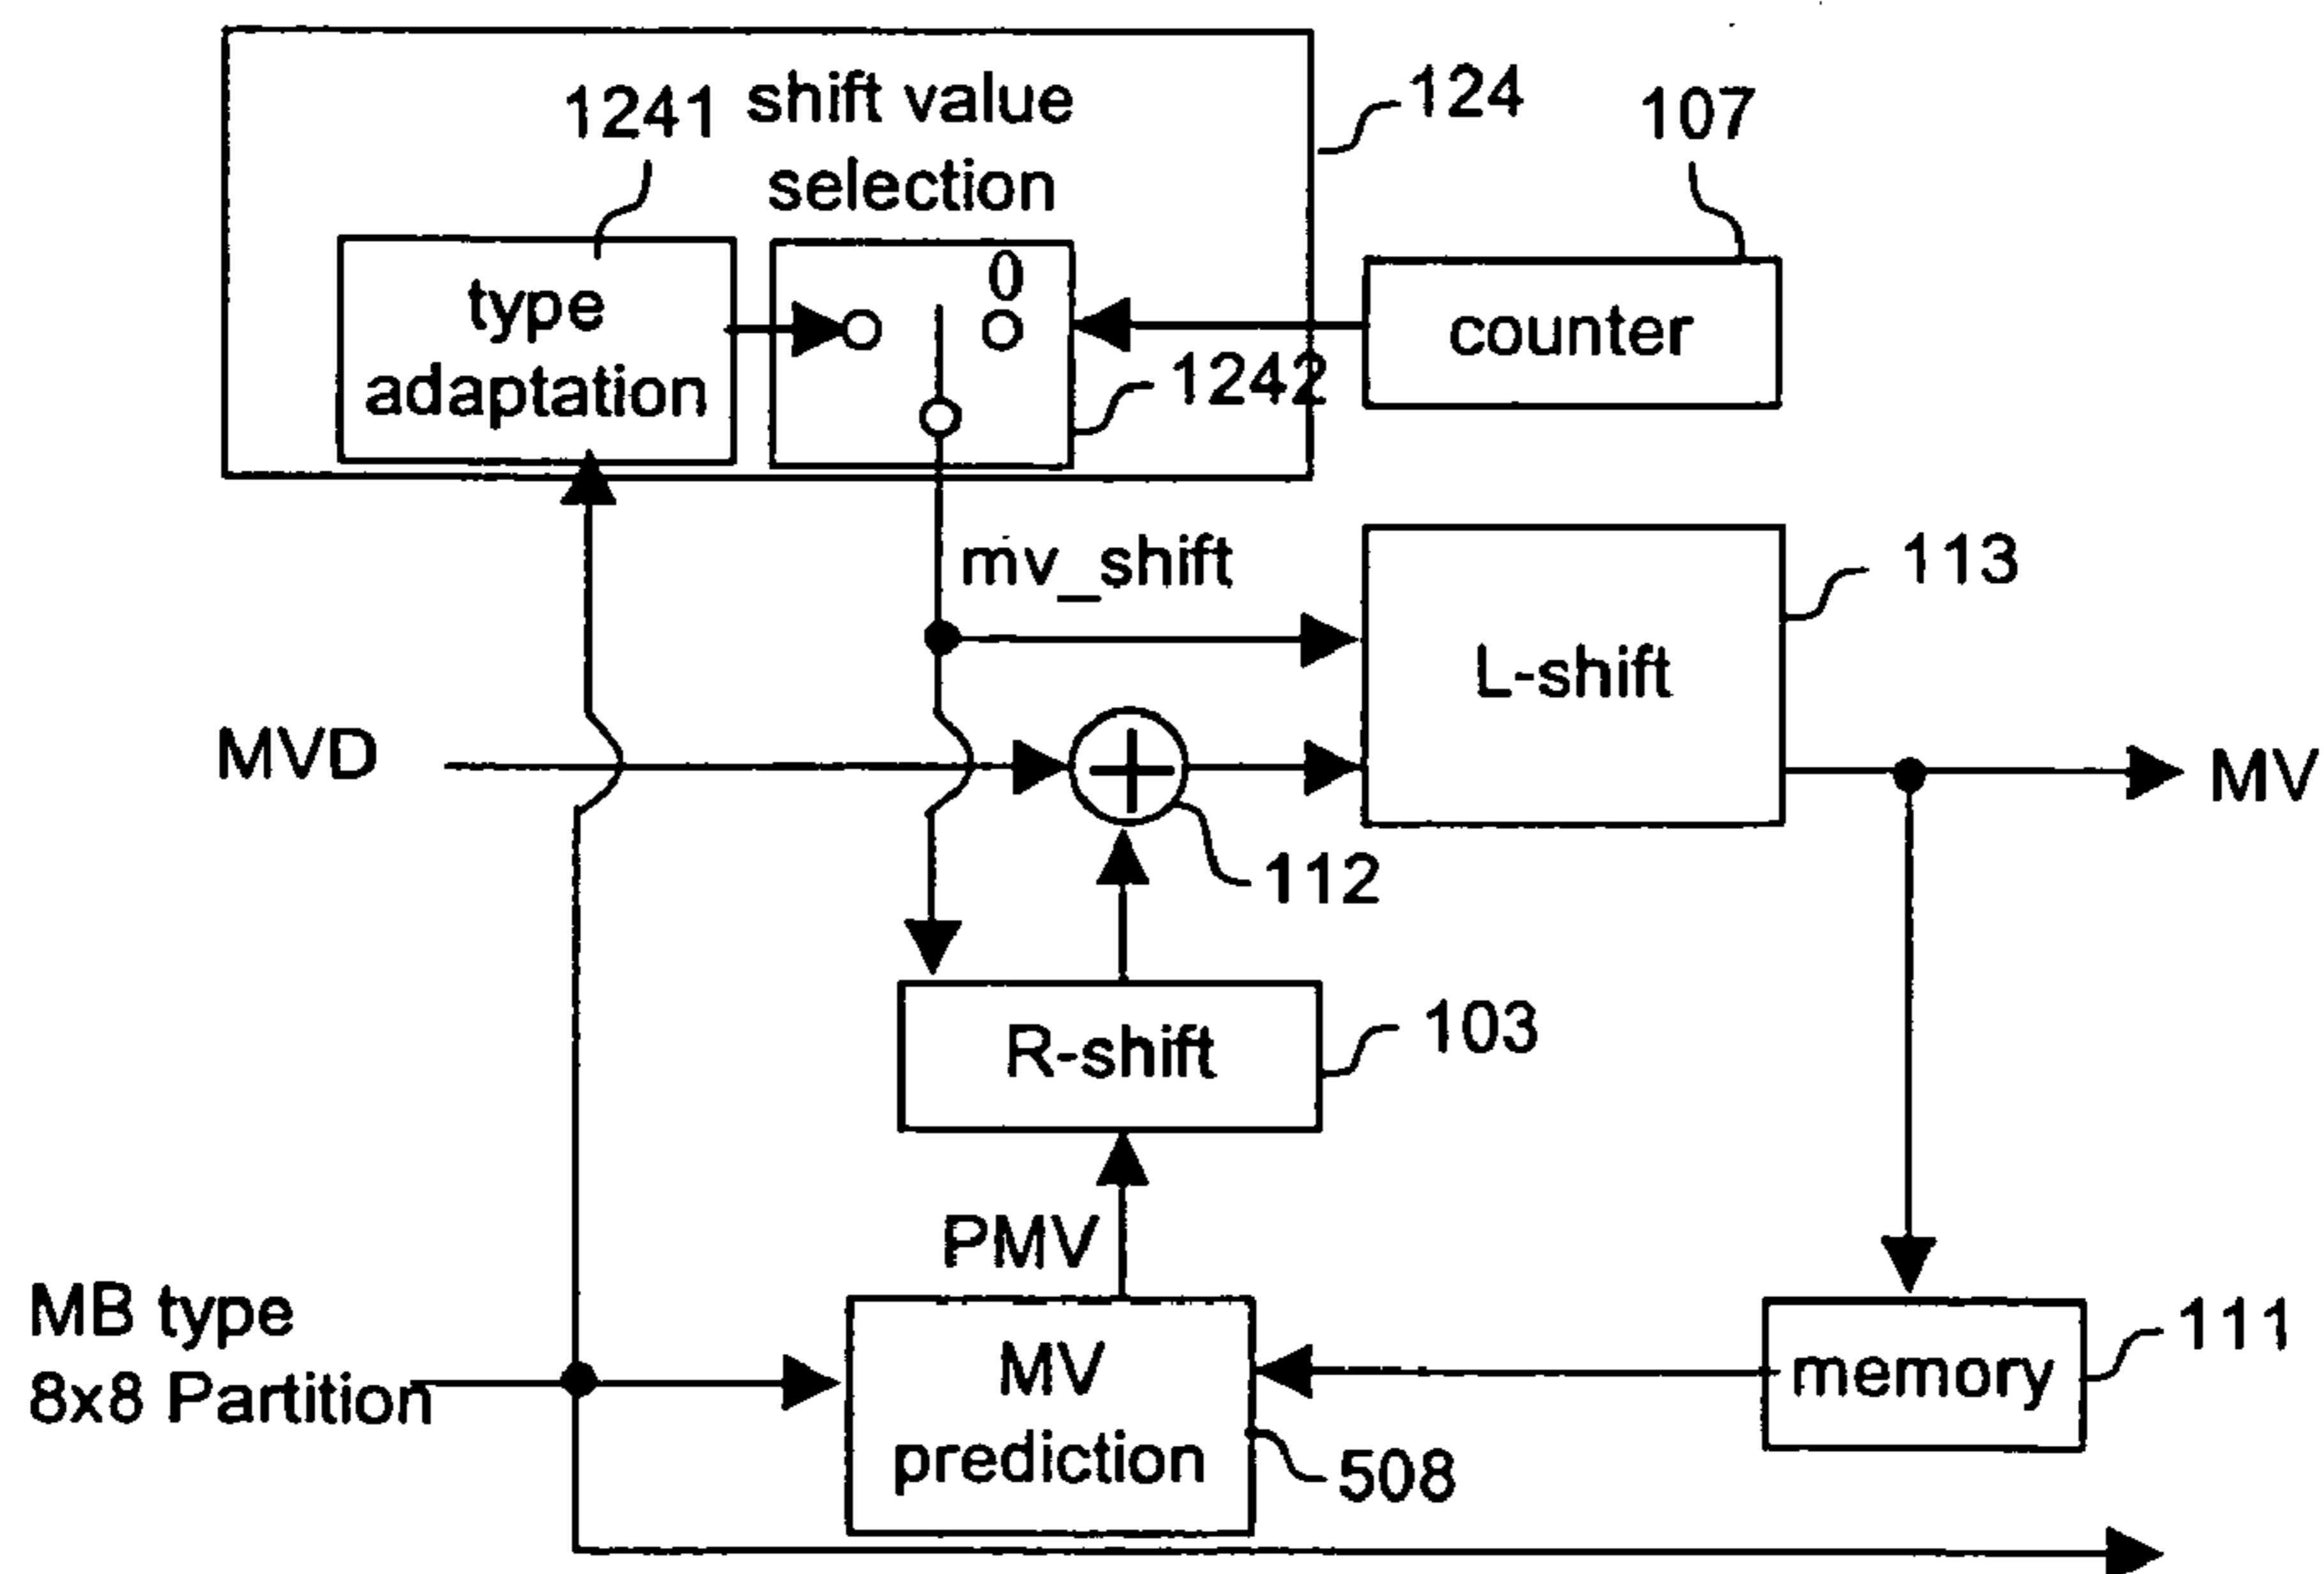 shift value
selection
1241
124
107
type
adaptation
0
counter
1242
mv_shift
113
L-shift
MVD
MV
112
R-shift
103
PMV
MB type
8x8 Partition
MV
prediction
508
memory
111